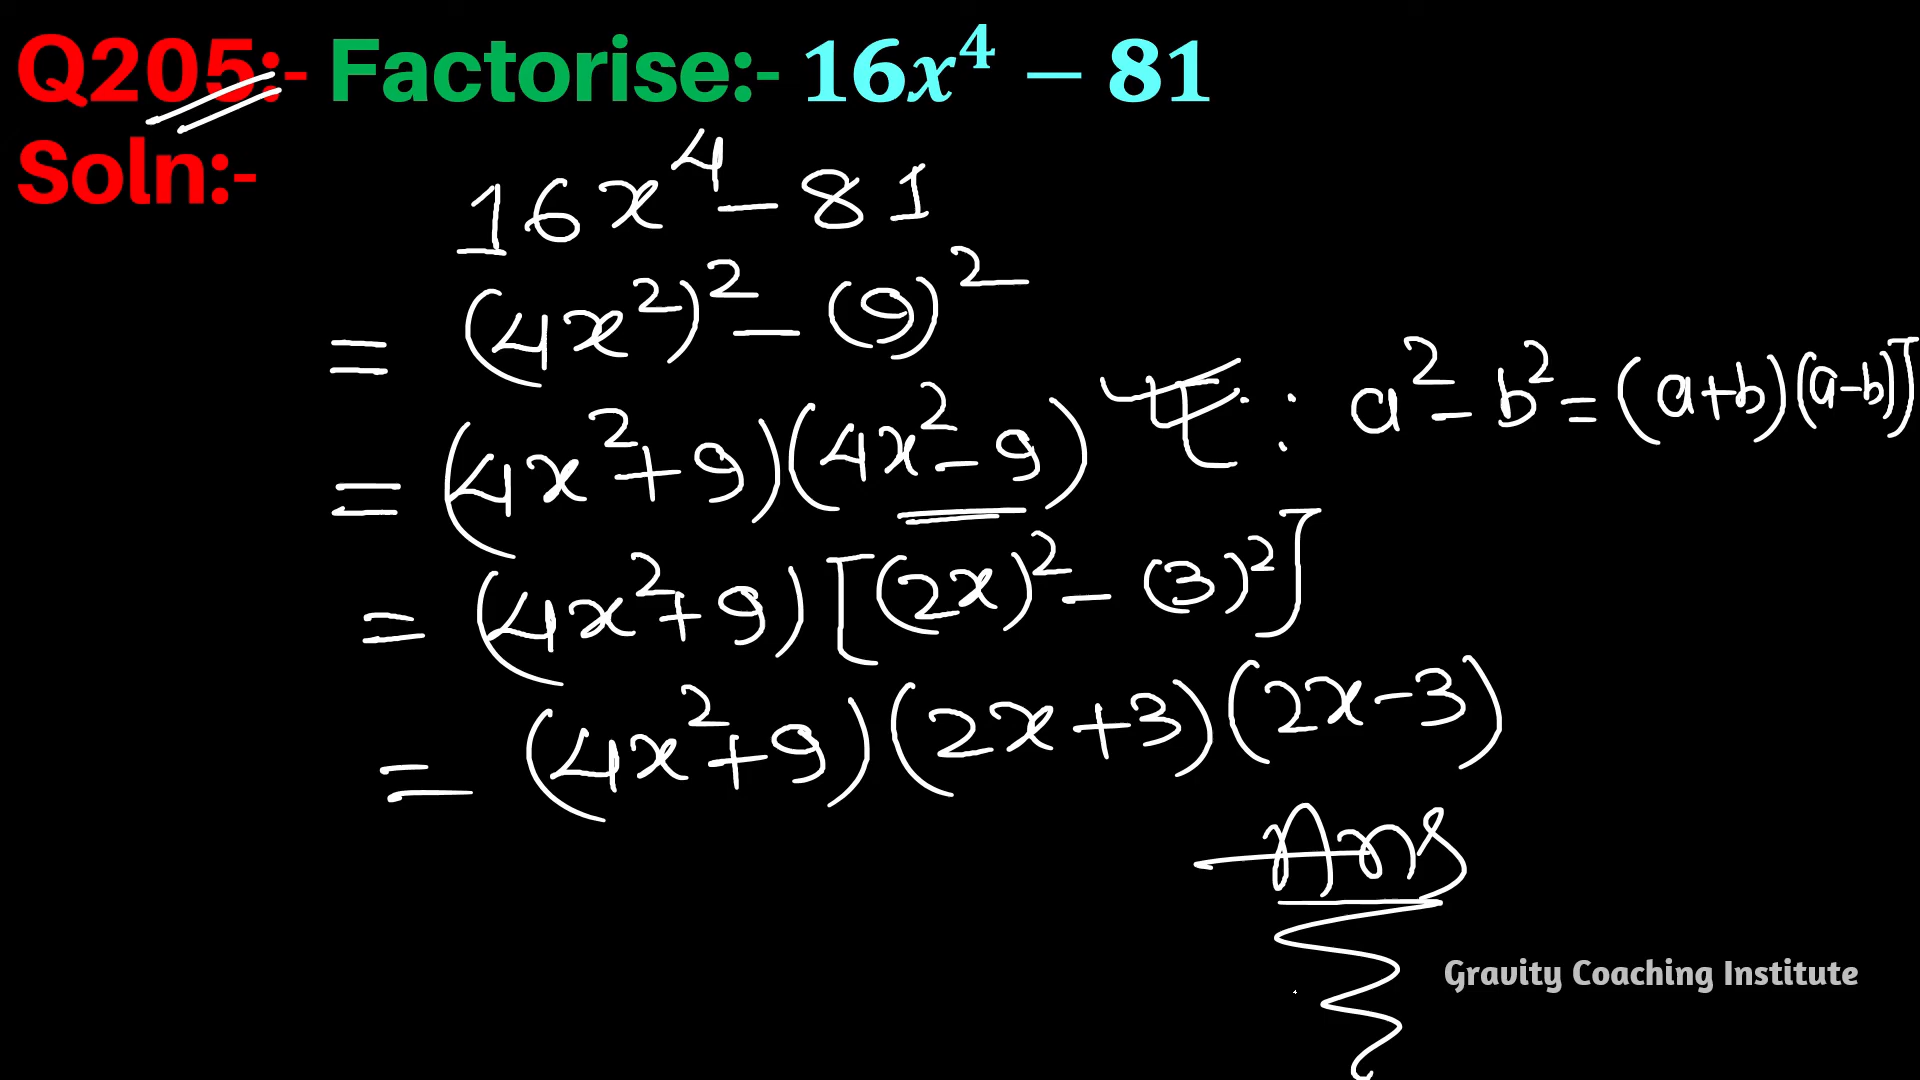 Q205:- Factorise:- 16x⁴ − 81
Soln:-
16x⁴ − 81
= (4x²)² − (9)²
= (4x²+9)(4x²−9) [∵ a²−b² = (a+b)(a−b)]
= (4x²+9)[(2x)² − (3)²]
= (4x²+9)(2x+3)(2x−3)
Ans
Gravity Coaching Institute